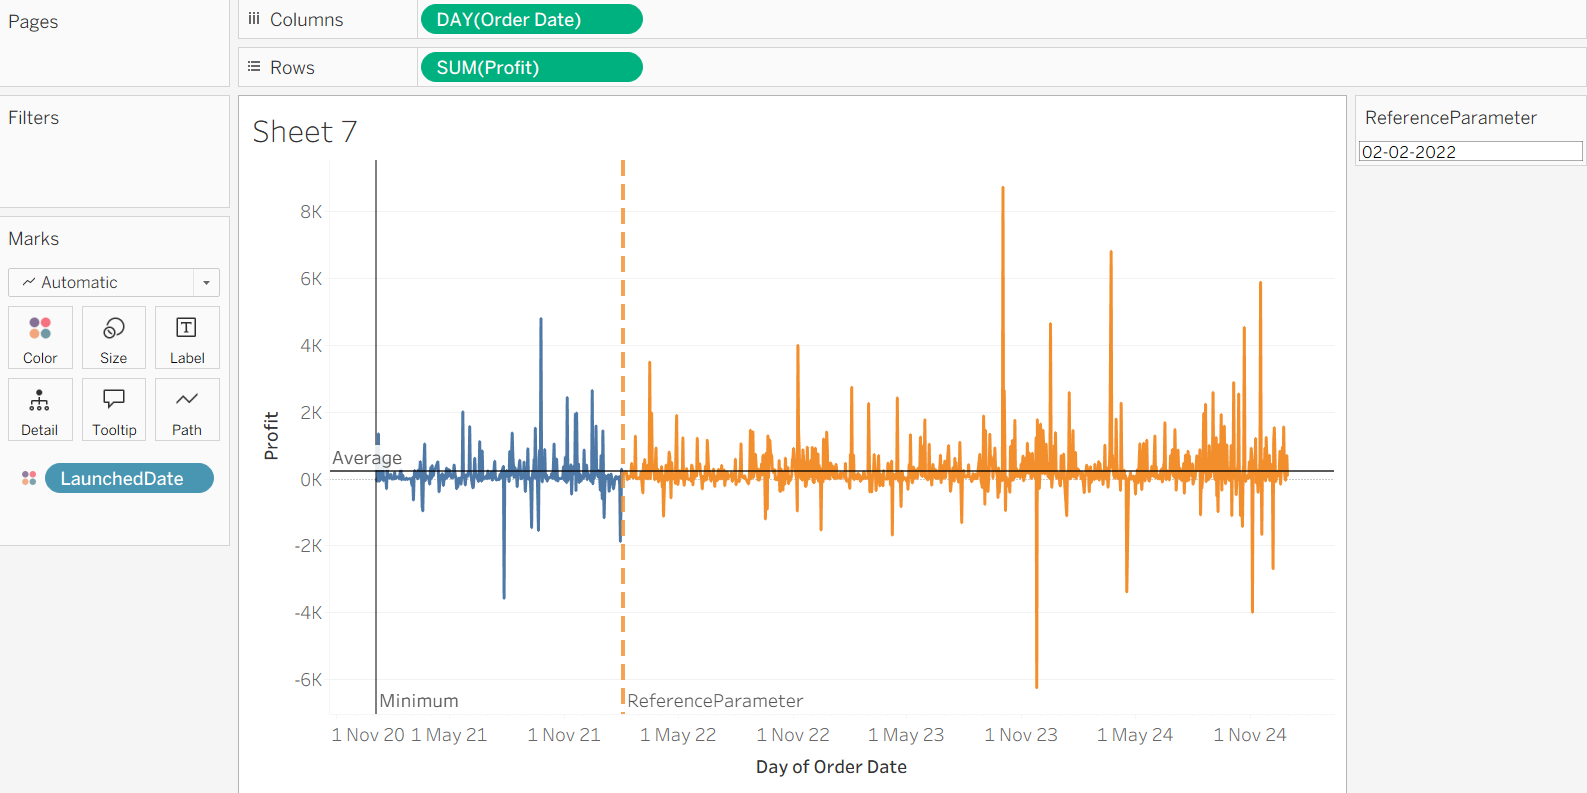 Pages
Columns
DAY(Order Date)
Rows
SUM(Profit)
Filters
Marks
Automatic
Color
Size
Label
Detail
Tooltip
Path
LaunchedDate
Sheet 7
8K
6K
4K
2K
0K
-2K
-4K
-6K
Profit
Average
Minimum
ReferenceParameter
1 Nov 20
1 May 21
1 Nov 21
1 May 22
1 Nov 22
1 May 23
1 Nov 23
1 May 24
1 Nov 24
Day of Order Date
ReferenceParameter
02-02-2022